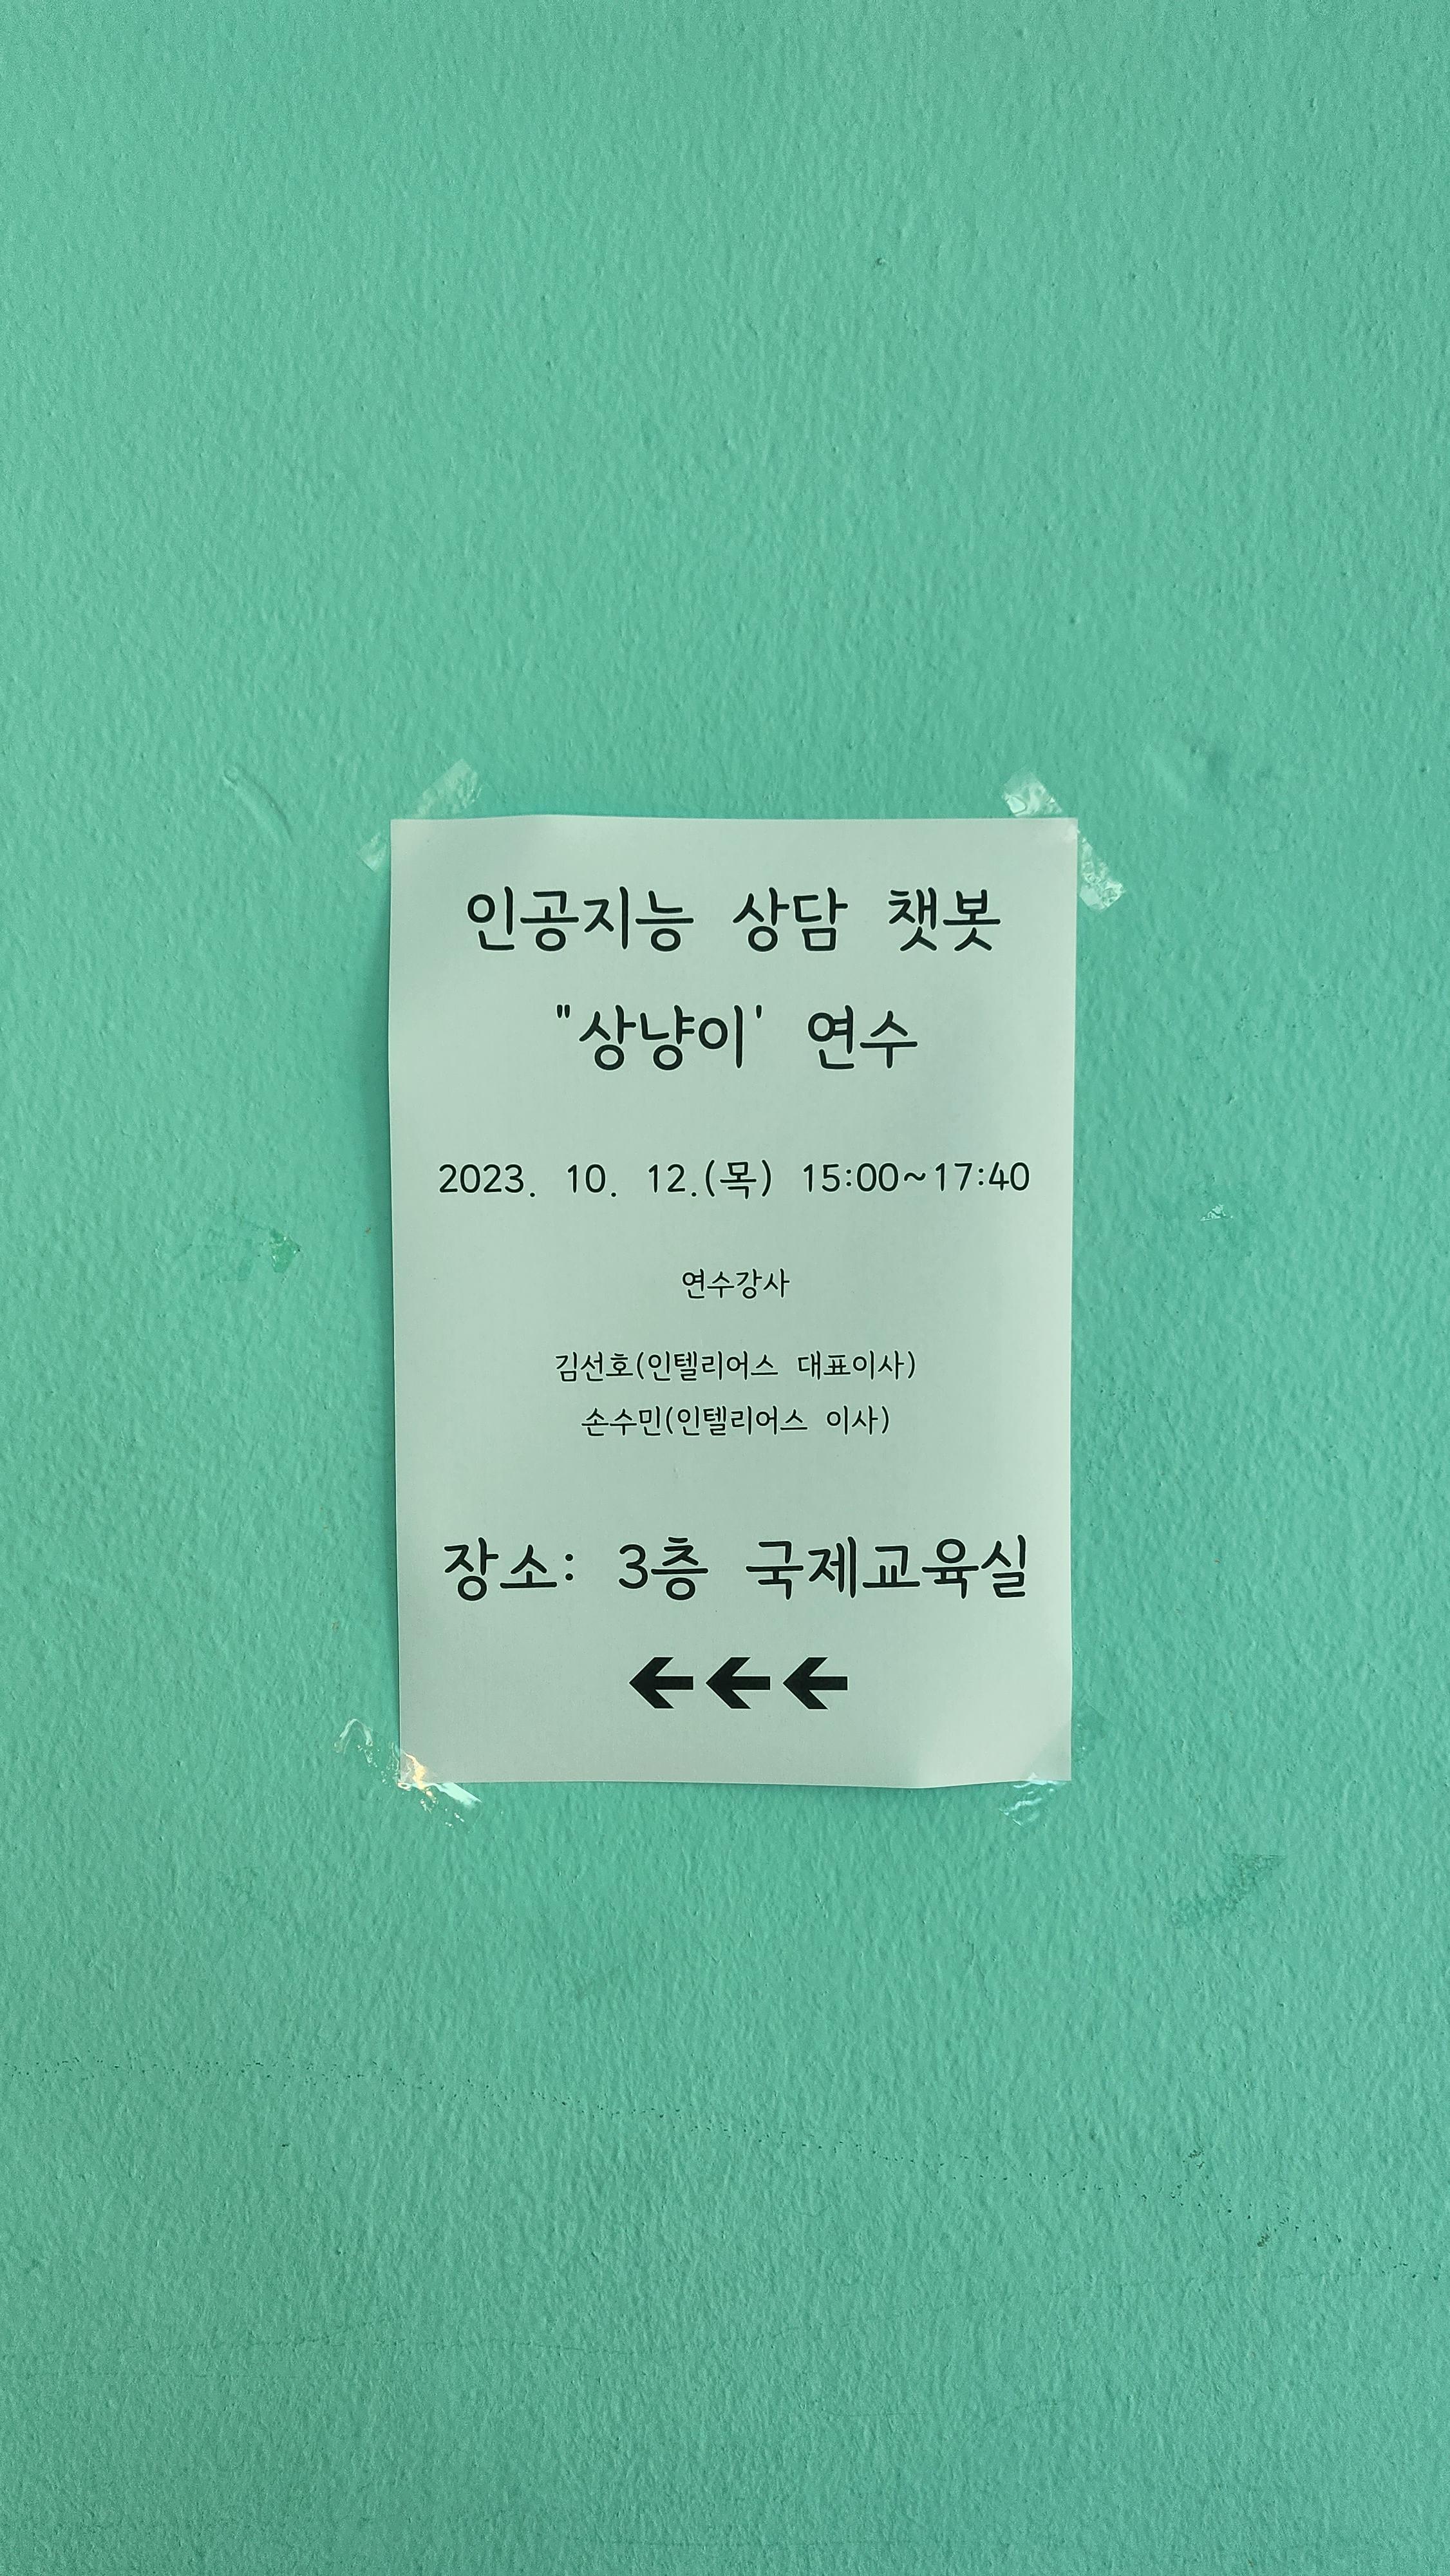 인공지능 상담 챗봇
"상냥이' 연수
2023. 10. 12.(목) 15:00~17:40
연수강사
김선호(인텔리어스 대표이사)
손수민(인텔리어스 이사)
장소: 3층 국제교육실
←←←